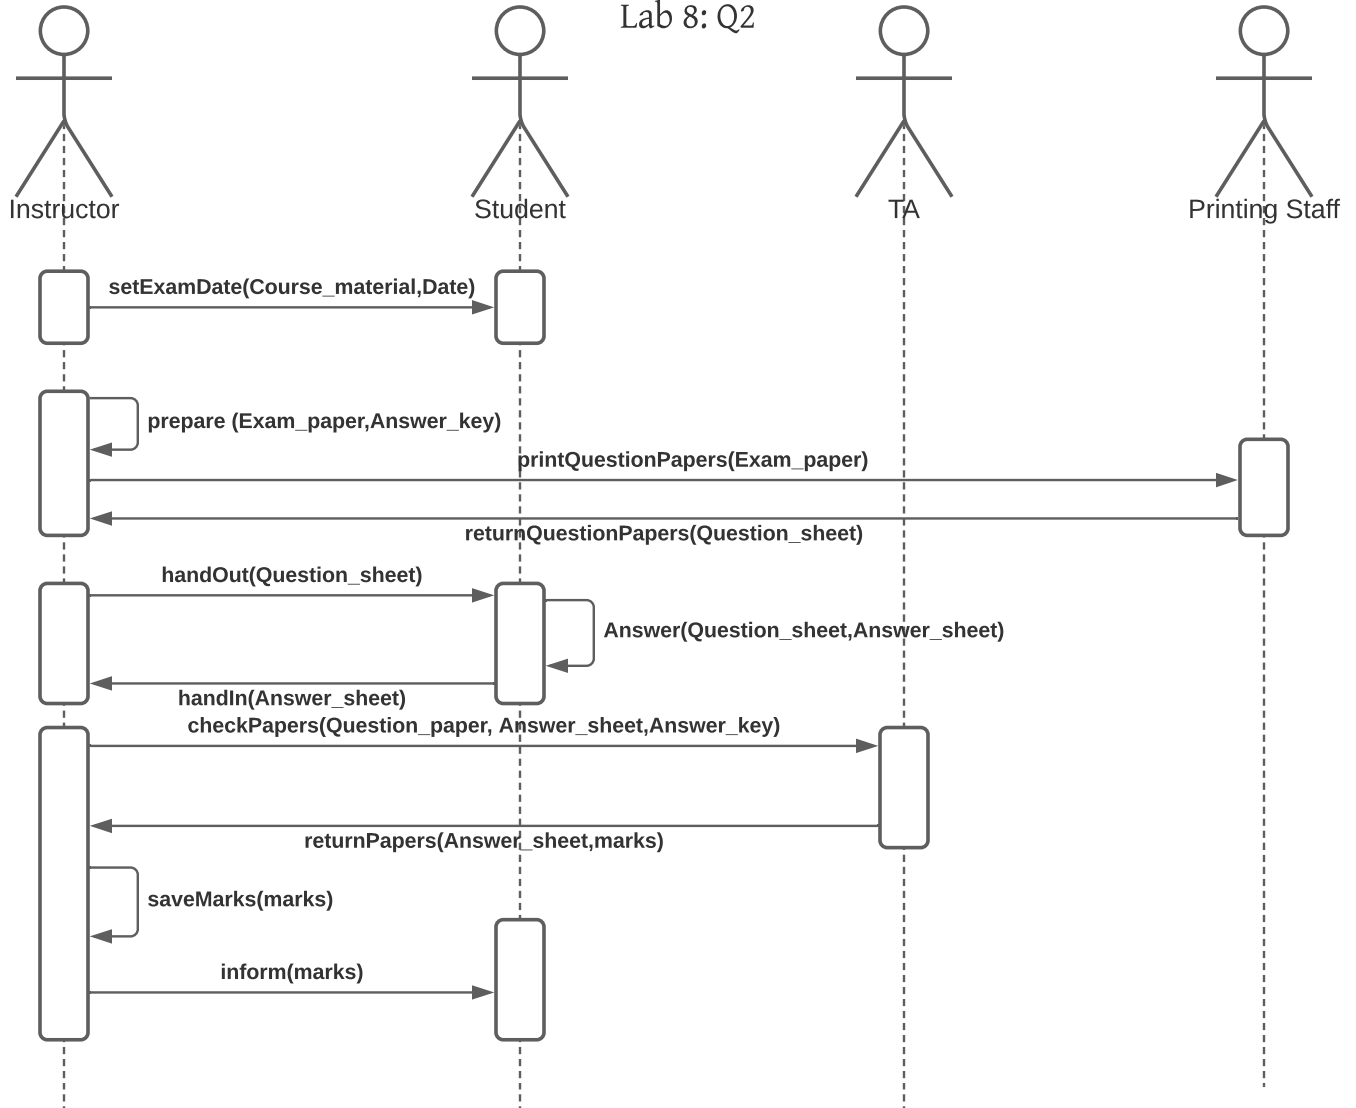 Lab 8: Q2
Instructor
Student
TA
Printing Staff
setExamDate(Course_material,Date)
prepare (Exam_paper,Answer_key)
printQuestionPapers(Exam_paper)
returnQuestionPapers(Question_sheet)
handOut(Question_sheet)
Answer(Question_sheet,Answer_sheet)
handIn(Answer_sheet)
checkPapers(Question_paper, Answer_sheet,Answer_key)
returnPapers(Answer_sheet,marks)
saveMarks(marks)
inform(marks)